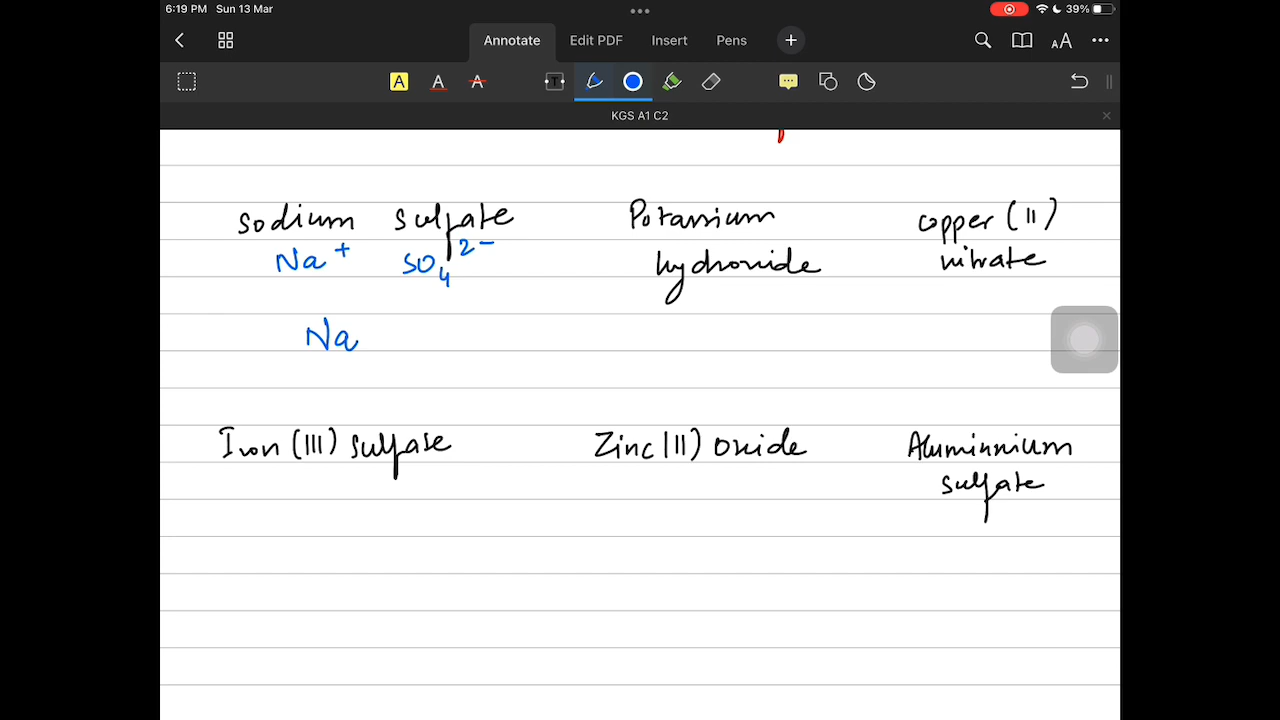 6:19 PM Sun 13 Mar
39%
Annotate Edit PDF Insert Pens
KGS A1 C2
Sodium Sulfate Potassium Copper (II)
Na+ SO4 2− hydroxide nitrate
Na
Iron (III) Sulfate Zinc (II) Oxide Aluminnium
Sulfate